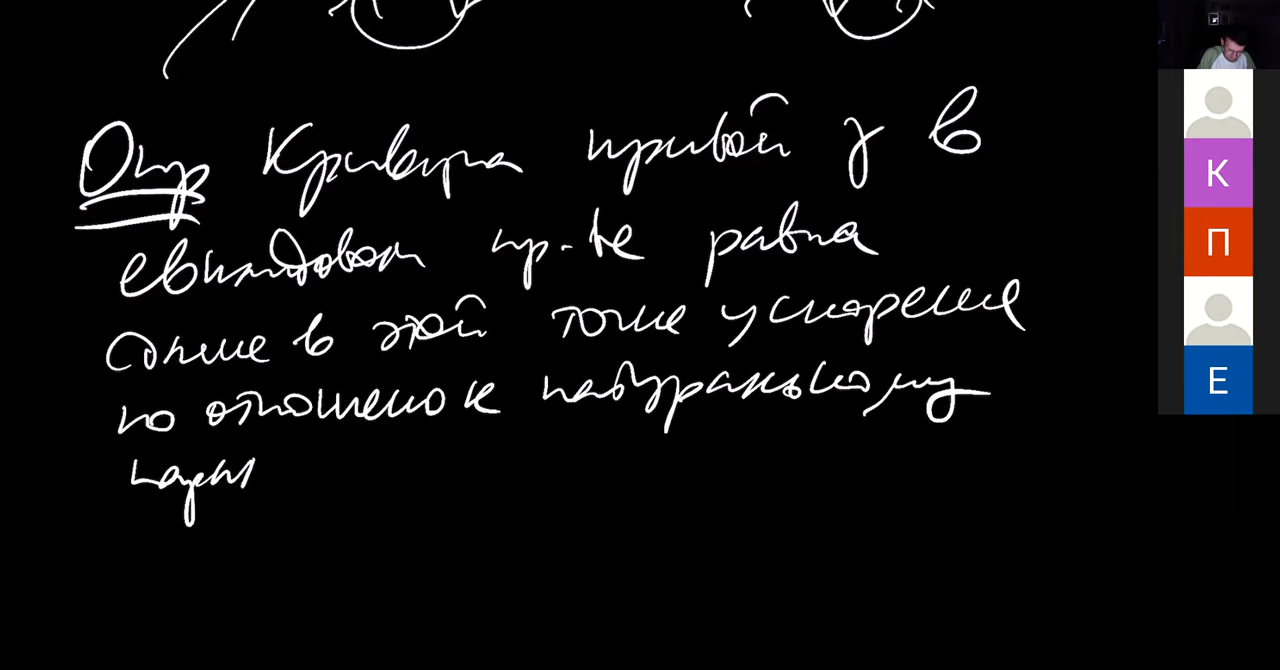 Опр Кривизна кривой γ в
евклидовом пр-ве равна
длине в этой точке ускорения
по отношению к натуральному
парам
К
П
Е